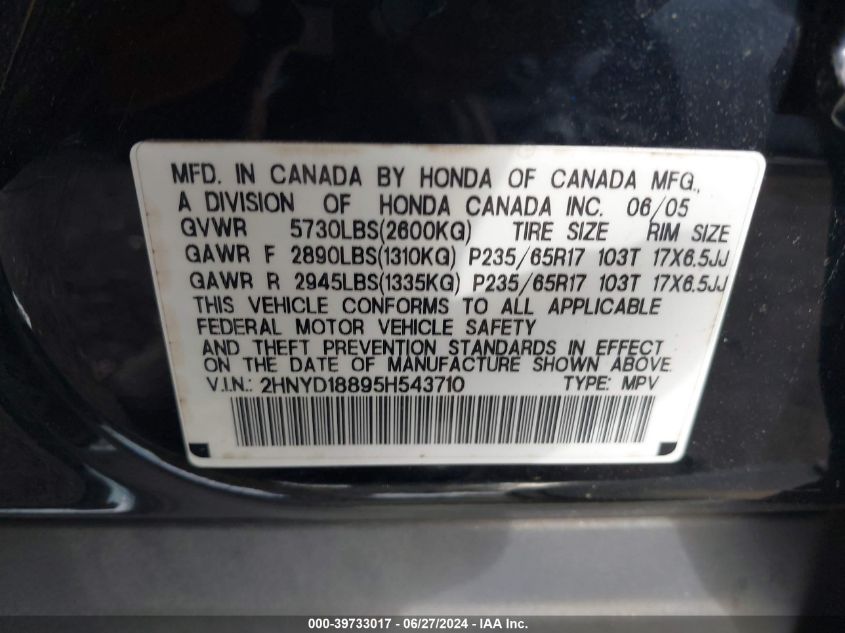 MFD. IN CANADA BY HONDA OF CANADA MFG.,
A DIVISION OF HONDA CANADA INC. 06/05
GVWR 5730LBS(2600KG) TIRE SIZE RIM SIZE
GAWR F 2890LBS(1310KG) P235/65R17 103T 17X6.5JJ
GAWR R 2945LBS(1335KG) P235/65R17 103T 17X6.5JJ
THIS VEHICLE CONFORMS TO ALL APPLICABLE
FEDERAL MOTOR VEHICLE SAFETY
AND THEFT PREVENTION STANDARDS IN EFFECT
ON THE DATE OF MANUFACTURE SHOWN ABOVE.
V.I.N.: 2HNYD18895H543710 TYPE: MPV
000-39733017 - 06/27/2024 - IAA Inc.